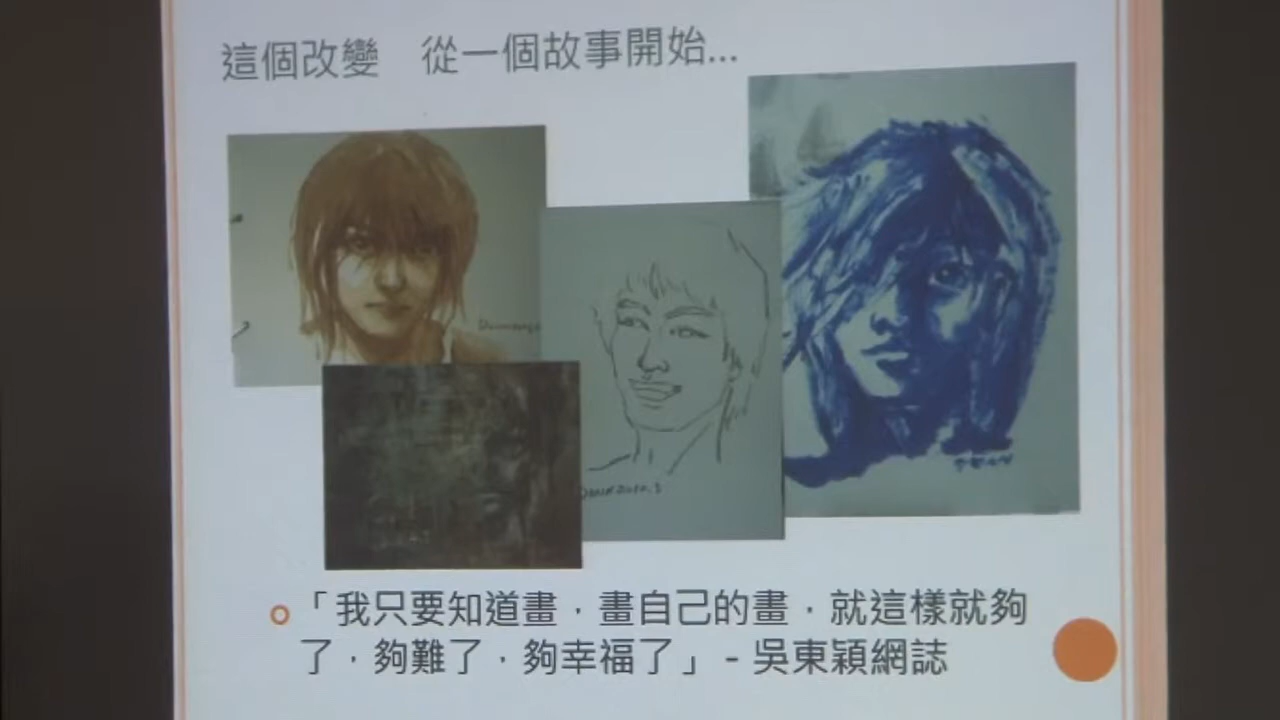 這個改變　從一個故事開始...
「我只要知道畫，畫自己的畫，就這樣就夠
了，夠難了，夠幸福了」- 吳東穎網誌